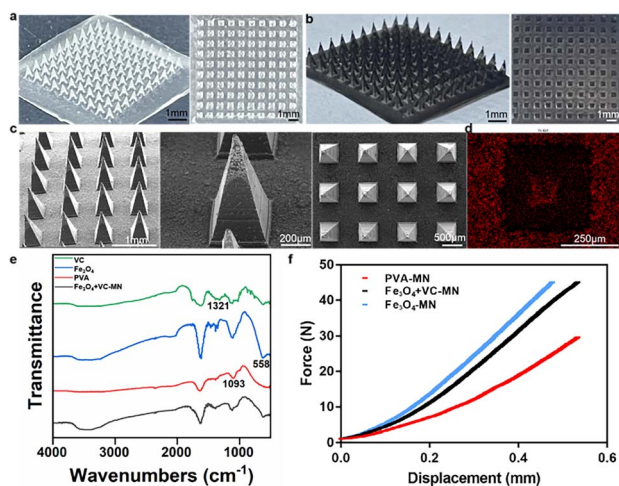 a
1mm
1mm
b
1mm
1mm
c
1mm
200μm
500μm
d
250μm
e
VC
Fe₃O₄
PVA
Fe₃O₄+VC-MN
1321
558
1093
Transmittance
4000 3000 2000 1000
Wavenumbers (cm⁻¹)
f
PVA-MN
Fe₃O₄+VC-MN
Fe₃O₄-MN
Force (N)
50
40
30
20
10
0
0.0 0.2 0.4 0.6
Displacement (mm)